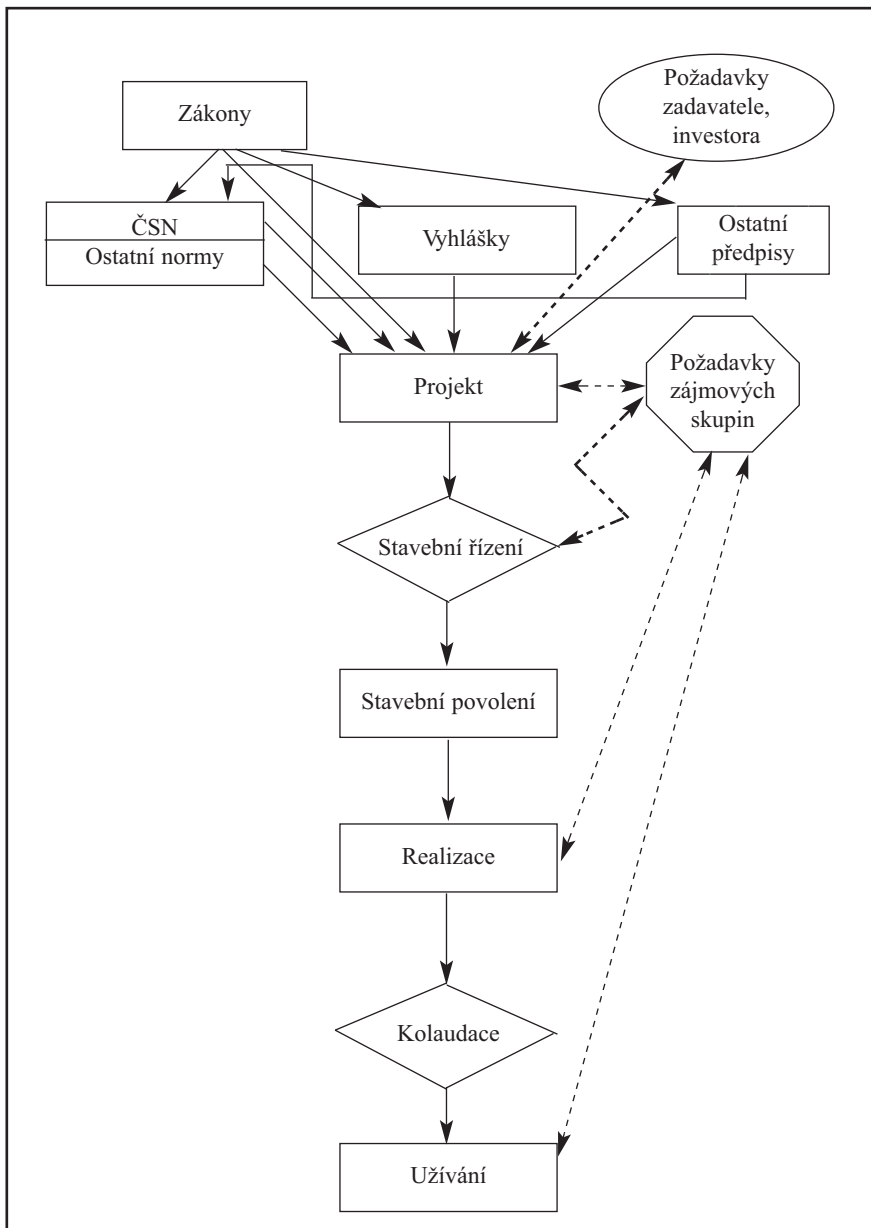 Zákony
Požadavky
zadavatele,
investora
ČSN
Ostatní normy
Vyhlášky
Ostatní
předpisy
Projekt
Požadavky
zájmových
skupin
Stavební řízení
Stavební povolení
Realizace
Kolaudace
Užívání